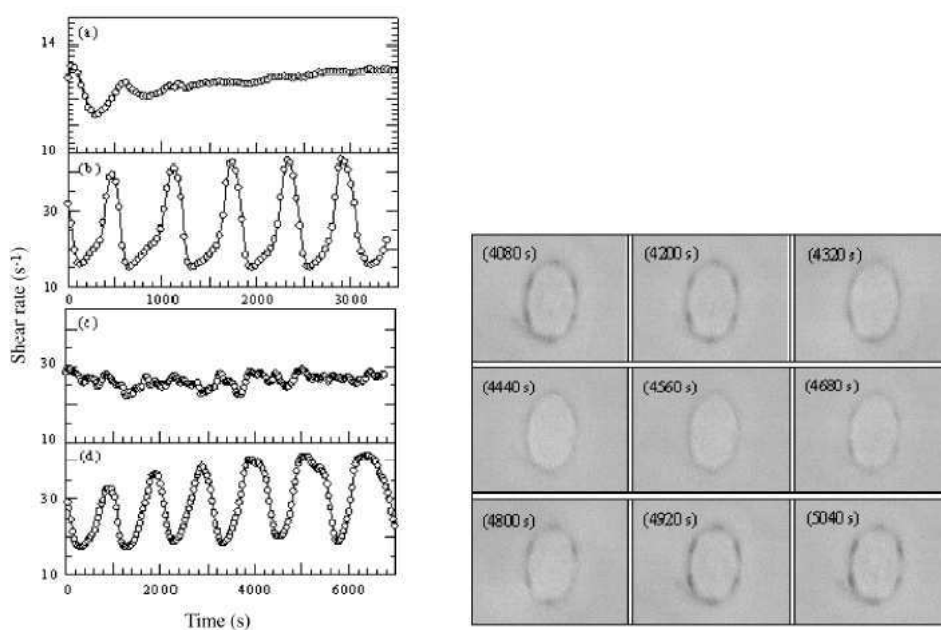 (a)
14
10
(b)
30
10
0 1000 2000 3000
(c)
30
10
(d)
30
10
0 2000 4000 6000
Shear rate (s-1)
Time (s)
(4080 s) (4200 s) (4320 s)
(4440 s) (4560 s) (4680 s)
(4800 s) (4920 s) (5040 s)